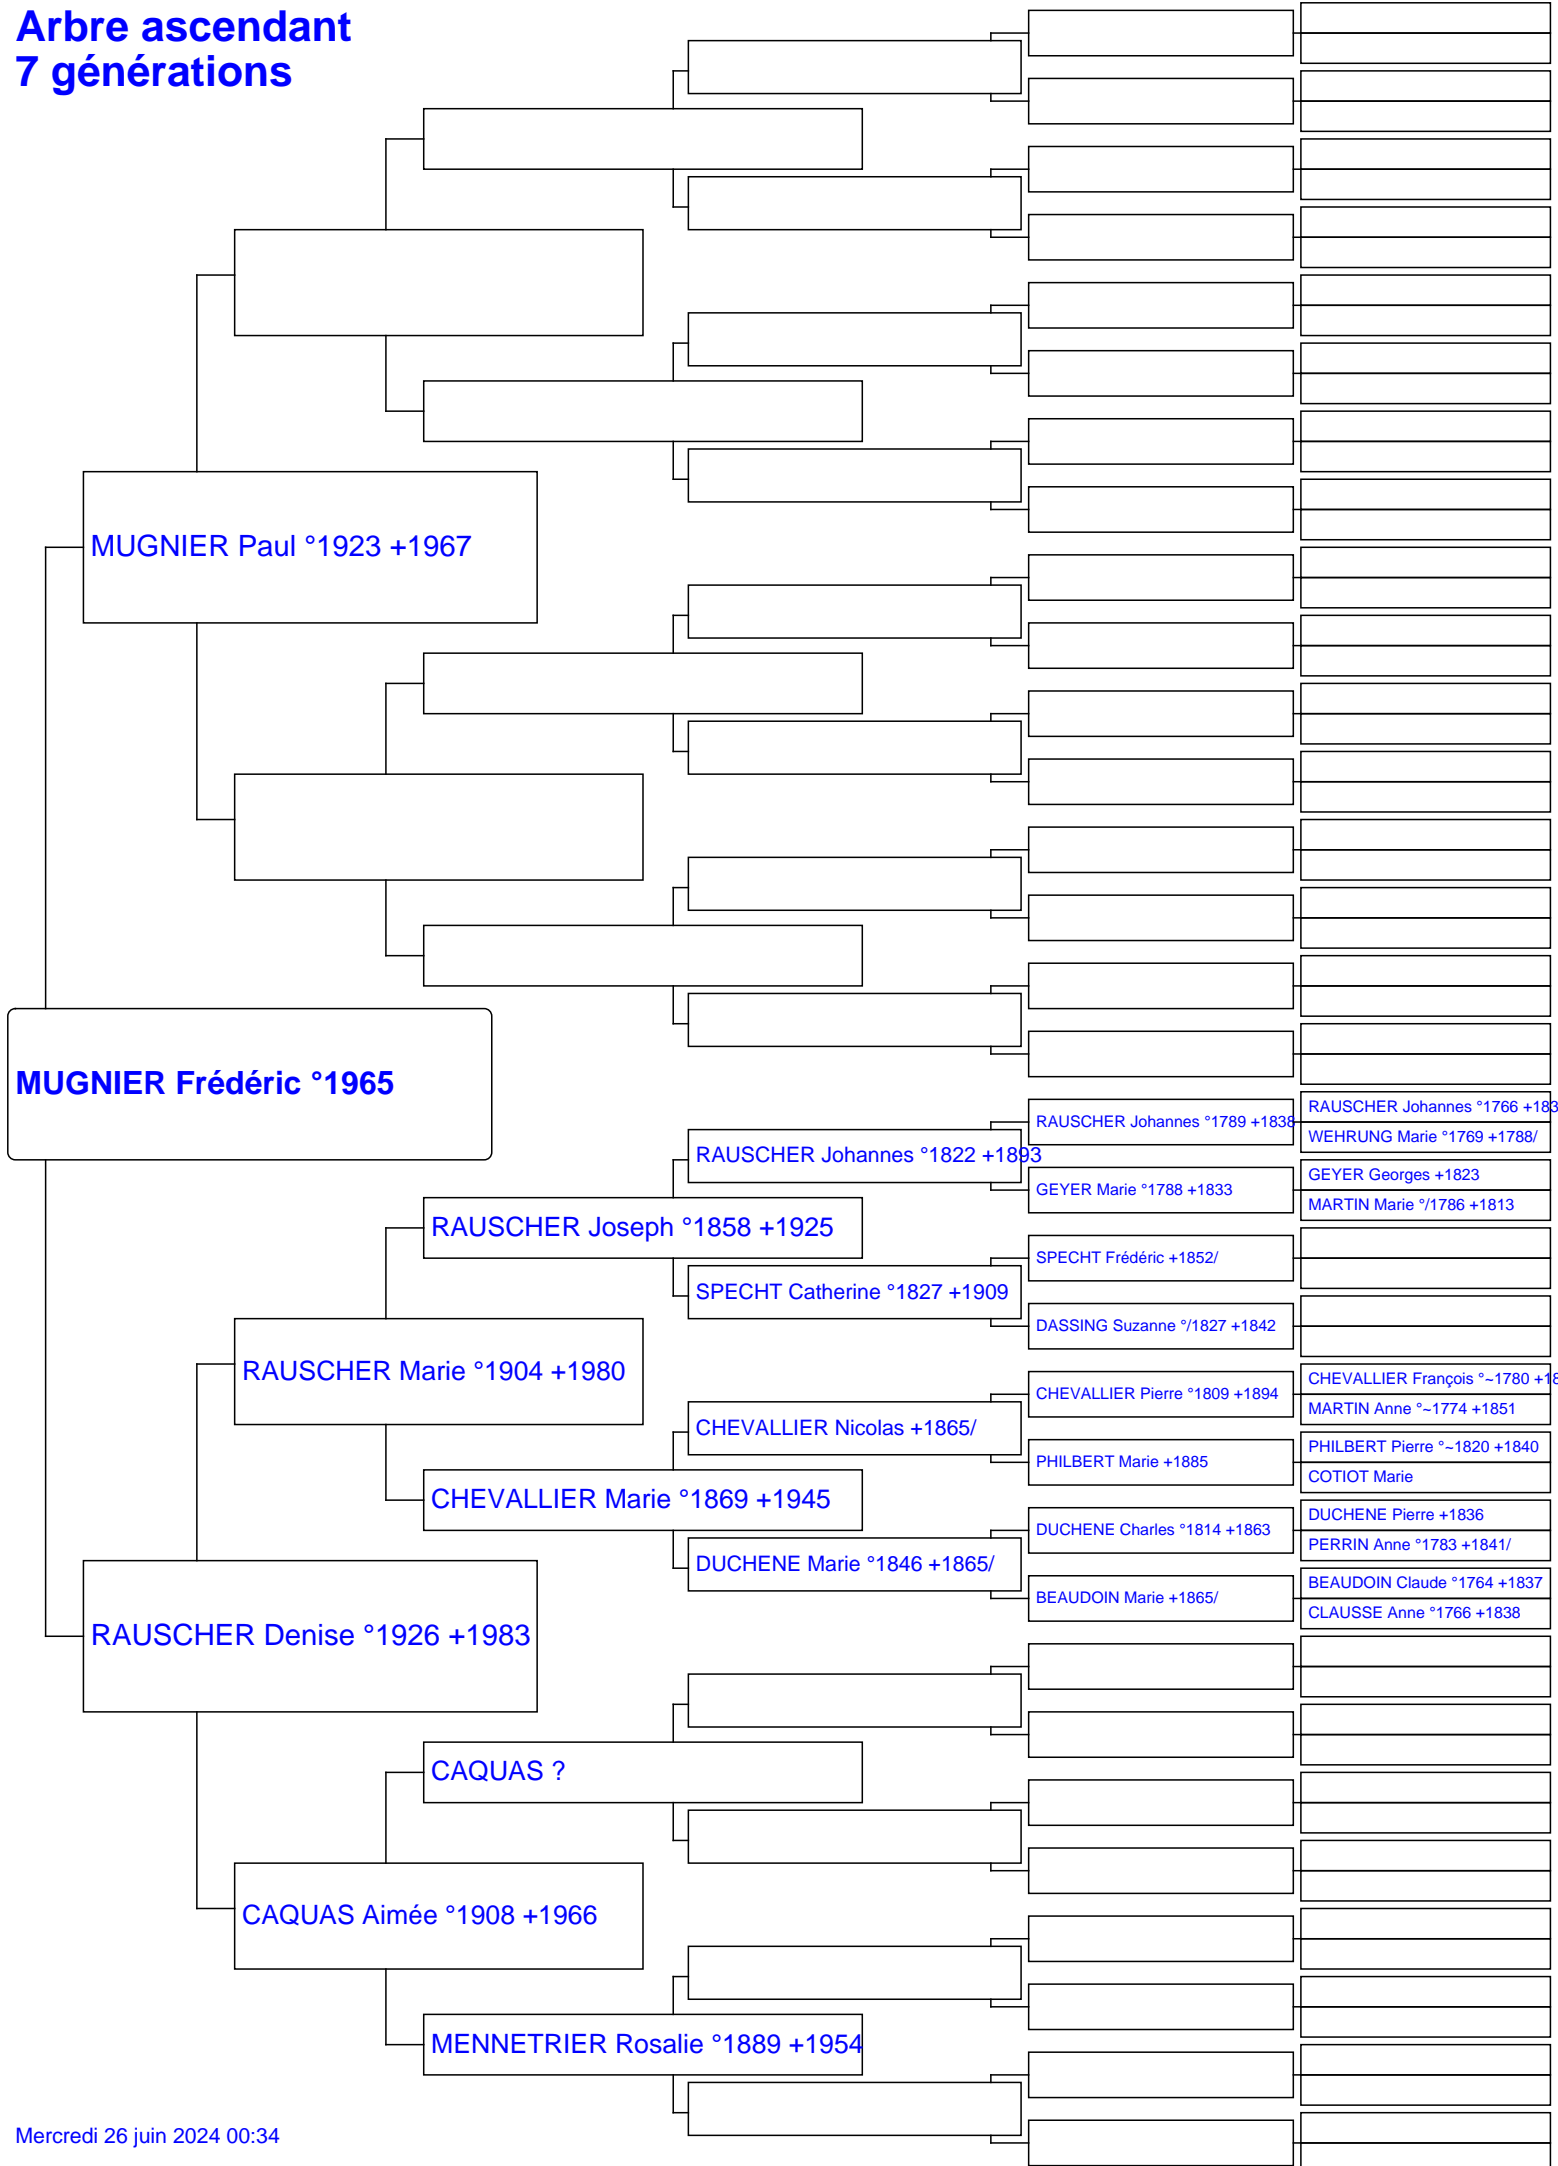 Arbre ascendant
7 générations
MUGNIER Paul °1923 +1967
MUGNIER Frédéric °1965
RAUSCHER Johannes °1766 +183
RAUSCHER Johannes °1789 +1838
WEHRUNG Marie °1769 +1788/
RAUSCHER Johannes °1822 +1893
GEYER Georges +1823
GEYER Marie °1788 +1833
MARTIN Marie °/1786 +1813
RAUSCHER Joseph °1858 +1925
SPECHT Frédéric +1852/
SPECHT Catherine °1827 +1909
DASSING Suzanne °/1827 +1842
RAUSCHER Marie °1904 +1980
CHEVALLIER François °~1780 +18
CHEVALLIER Pierre °1809 +1894
MARTIN Anne °~1774 +1851
CHEVALLIER Nicolas +1865/
PHILBERT Pierre °~1820 +1840
PHILBERT Marie +1885
COTIOT Marie
CHEVALLIER Marie °1869 +1945
DUCHENE Pierre +1836
DUCHENE Charles °1814 +1863
PERRIN Anne °1783 +1841/
DUCHENE Marie °1846 +1865/
BEAUDOIN Claude °1764 +1837
BEAUDOIN Marie +1865/
CLAUSSE Anne °1766 +1838
RAUSCHER Denise °1926 +1983
CAQUAS ?
CAQUAS Aimée °1908 +1966
MENNETRIER Rosalie °1889 +1954
Mercredi 26 juin 2024 00:34